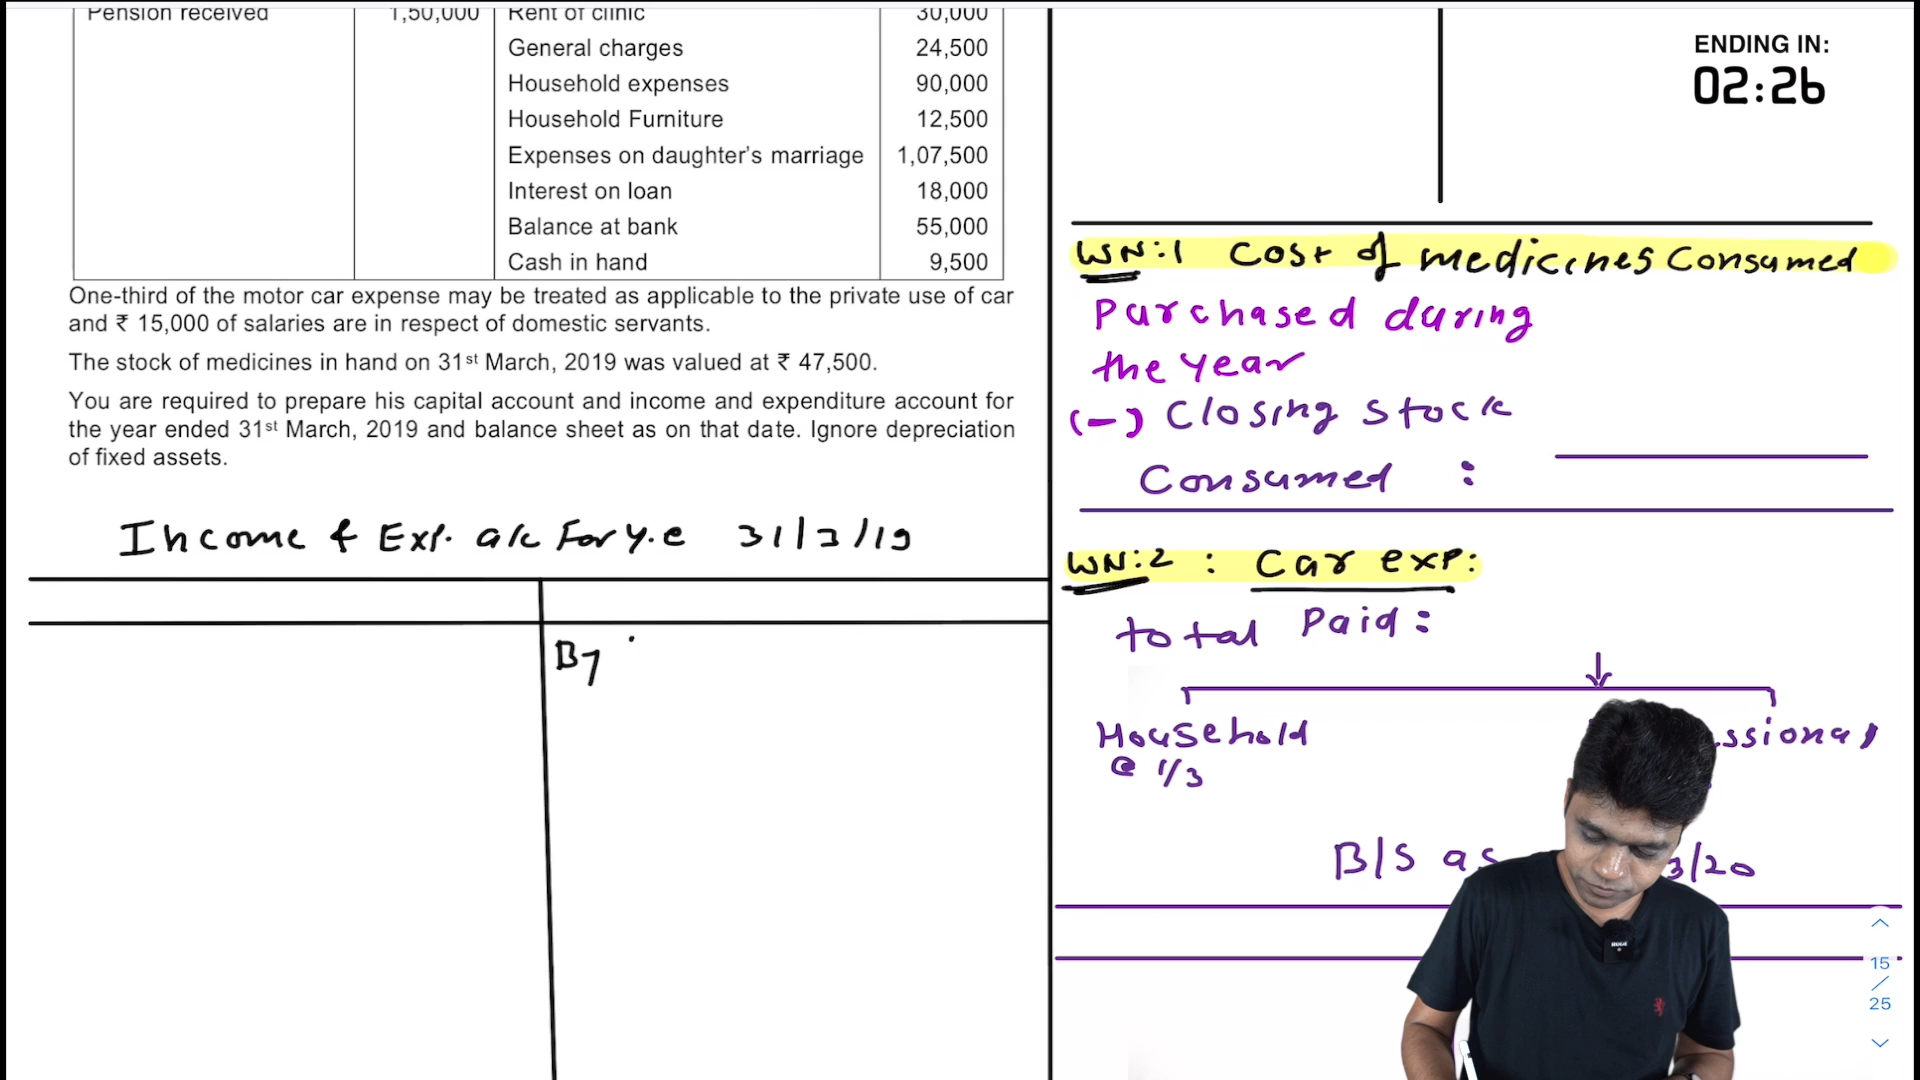 Pension received 1,50,000 Rent of clinic 30,000
General charges 24,500
Household expenses 90,000
Household Furniture 12,500
Expenses on daughter's marriage 1,07,500
Interest on loan 18,000
Balance at bank 55,000
Cash in hand 9,500
One-third of the motor car expense may be treated as applicable to the private use of car
and ₹ 15,000 of salaries are in respect of domestic servants.
The stock of medicines in hand on 31st March, 2019 was valued at ₹ 47,500.
You are required to prepare his capital account and income and expenditure account for
the year ended 31st March, 2019 and balance sheet as on that date. Ignore depreciation
of fixed assets.
Income & Exp. a/c For y.e 31/3/19
By
ENDING IN:
02:26
WN:1 Cost of medicines Consumed
Purchased during
the year
(-) Closing stock
Consumed :
WN:2 : Car exp:
total Paid:
Household ssional
@ 1/3
B/S as 3/20
15
/
25